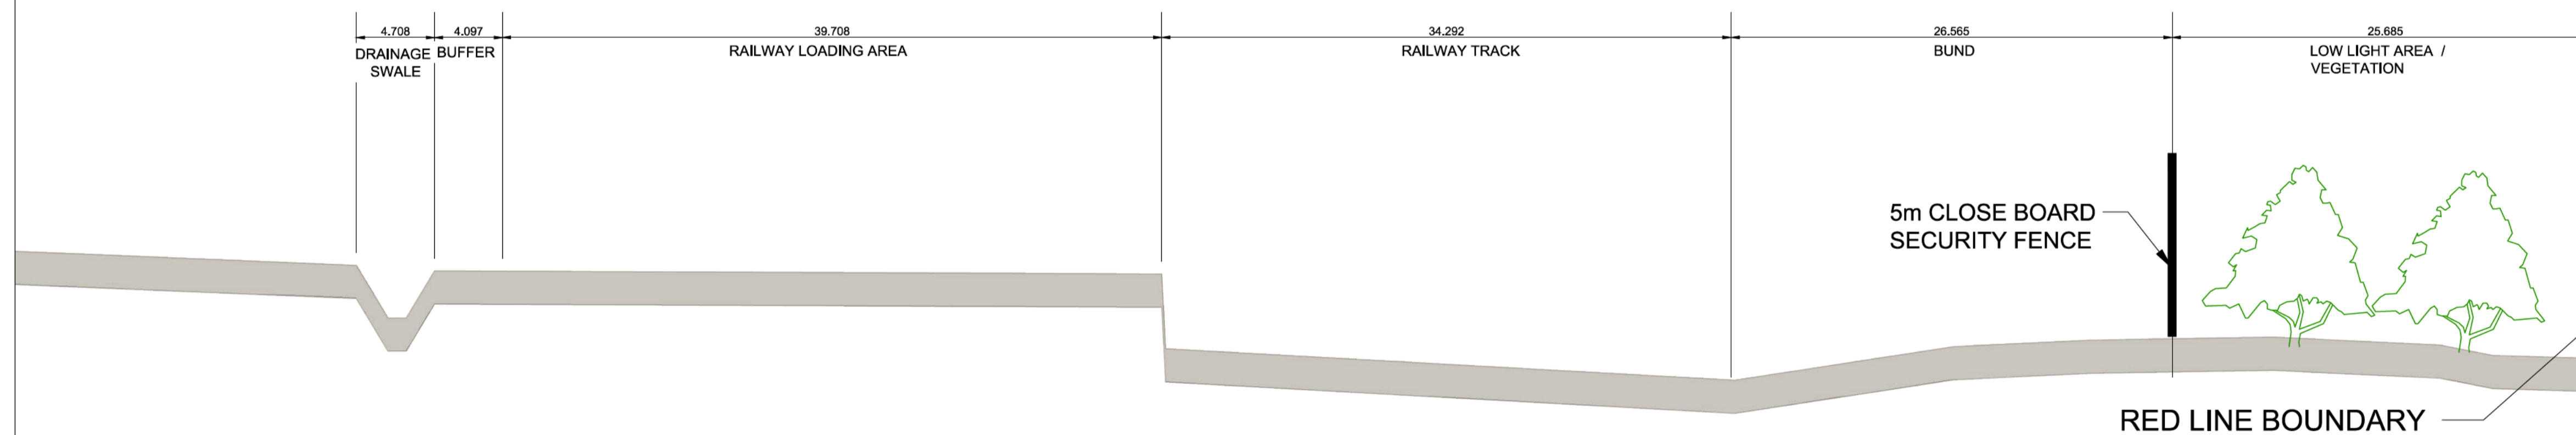 4.708
DRAINAGE
SWALE
4.097
BUFFER
39.708
RAILWAY LOADING AREA
34.292
RAILWAY TRACK
26.565
BUND
25.685
LOW LIGHT AREA /
VEGETATION
5m CLOSE BOARD
SECURITY FENCE
RED LINE BOUNDARY